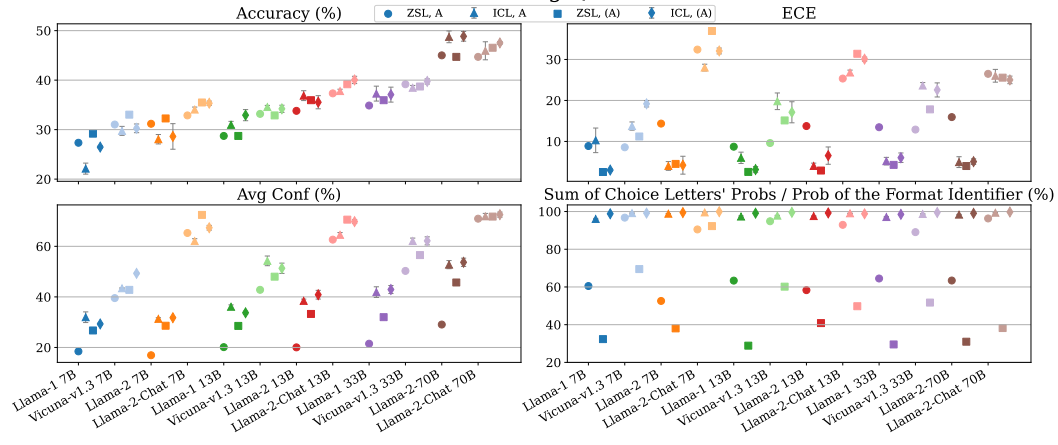 Accuracy (%)
ZSL, A
ICL, A
ZSL, (A)
ICL, (A)
ECE
50
40
30
20
30
20
10
Avg Conf (%)
Sum of Choice Letters' Probs / Prob of the Format Identifier (%)
60
40
20
100
80
60
40
20
Llama-1 7B
Vicuna-v1.3 7B
Llama-2 7B
Llama-2-Chat 7B
Llama-1 13B
Vicuna-v1.3 13B
Llama-2 13B
Llama-2-Chat 13B
Llama-1 33B
Vicuna-v1.3 33B
Llama-2-70B
Llama-2-Chat 70B
Llama-1 7B
Vicuna-v1.3 7B
Llama-2 7B
Llama-2-Chat 7B
Llama-1 13B
Vicuna-v1.3 13B
Llama-2 13B
Llama-2-Chat 13B
Llama-1 33B
Vicuna-v1.3 33B
Llama-2-70B
Llama-2-Chat 70B